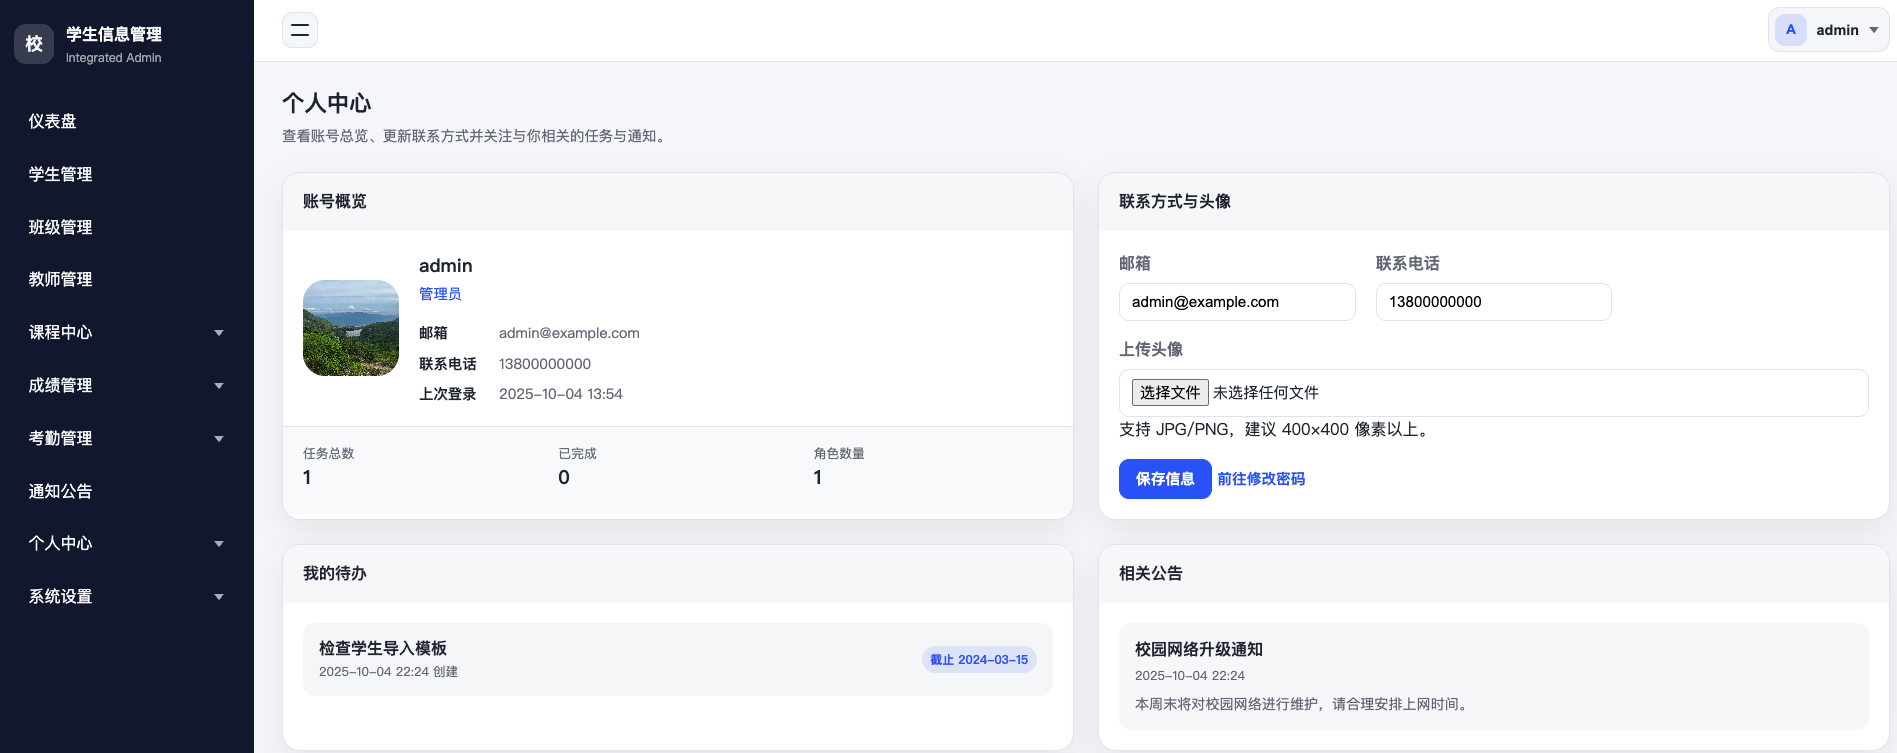 校
学生信息管理
Integrated Admin
仪表盘
学生管理
班级管理
教师管理
课程中心
成绩管理
考勤管理
通知公告
个人中心
系统设置
A
admin
个人中心
查看账号总览、更新联系方式并关注与你相关的任务与通知。
账号概览
admin
管理员
邮箱 admin@example.com
联系电话 13800000000
上次登录 2025-10-04 13:54
任务总数 已完成 角色数量
1 0 1
联系方式与头像
邮箱 联系电话
admin@example.com 13800000000
上传头像
选择文件 未选择任何文件
支持 JPG/PNG，建议 400×400 像素以上。
保存信息 前往修改密码
我的待办
检查学生导入模板
2025-10-04 22:24 创建
截止 2024-03-15
相关公告
校园网络升级通知
2025-10-04 22:24
本周末将对校园网络进行维护，请合理安排上网时间。